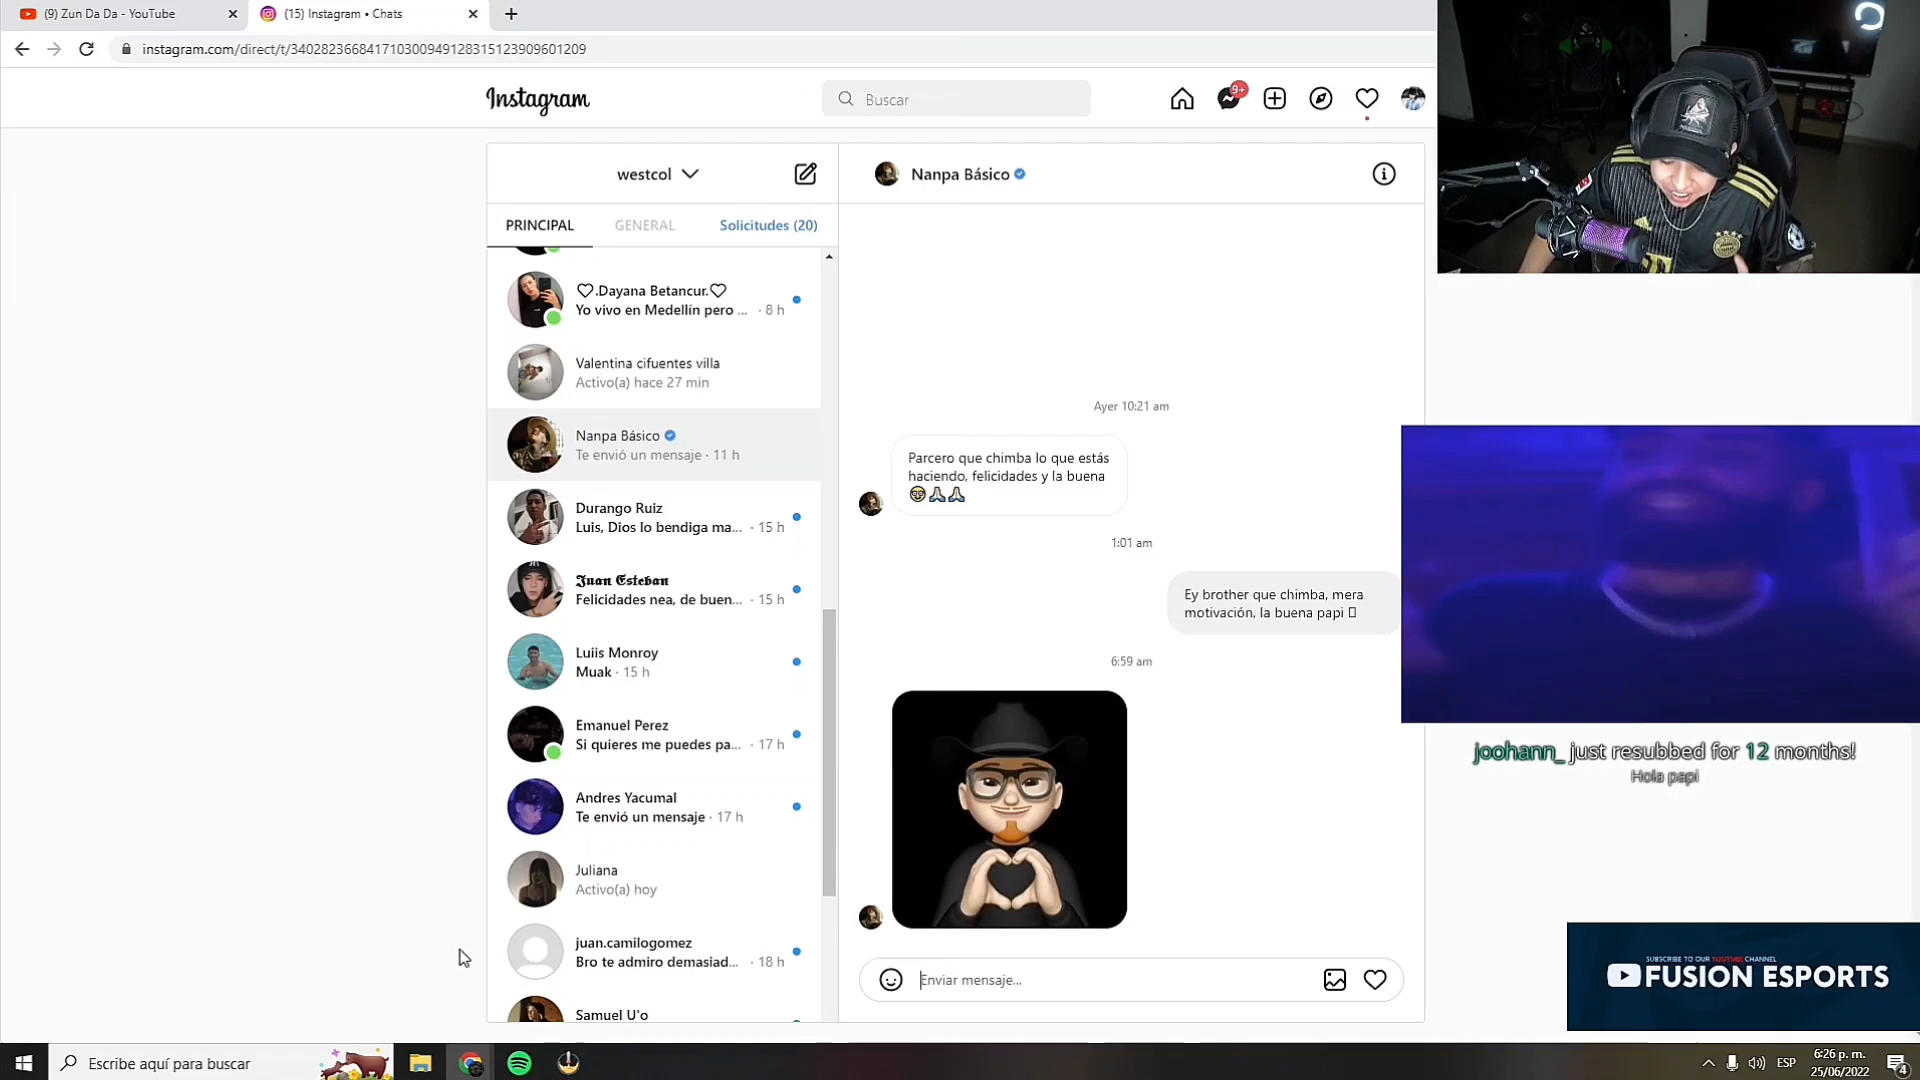 (9) Zun Da Da - YouTube
(15) Instagram • Chats
instagram.com/direct/t/340282366841710300949128315123909601209
Instagram
Buscar
9+
westcol
Nanpa Básico
PRINCIPAL
GENERAL
Solicitudes (20)
♡.Dayana Betancur.♡
Yo vivo en Medellín pero ... · 8 h
Valentina cifuentes villa
Activo(a) hace 27 min
Nanpa Básico
Te envió un mensaje · 11 h
Durango Ruiz
Luis, Dios lo bendiga ma... · 15 h
𝕵𝖚𝖆𝖓 𝕰𝖘𝖙𝖊𝖇𝖆𝖓
Felicidades nea, de buen... · 15 h
Luiis Monroy
Muak · 15 h
Emanuel Perez
Si quieres me puedes pa... · 17 h
Andres Yacumal
Te envió un mensaje · 17 h
Juliana
Activo(a) hoy
juan.camilogomez
Bro te admiro demasiad... · 18 h
Samuel U'o
Ayer 10:21 am
Parcero que chimba lo que estás
haciendo, felicidades y la buena
🤓🙏🏻🙏🏻
1:01 am
Ey brother que chimba, mera
motivación, la buena papi
6:59 am
Enviar mensaje...
joohann_ just resubbed for 12 months!
Hola papi
SUBSCRIBE TO OUR YOUTUBE CHANNEL
FUSION ESPORTS
Escribe aquí para buscar
ESP
6:26 p. m.
25/06/2022
4